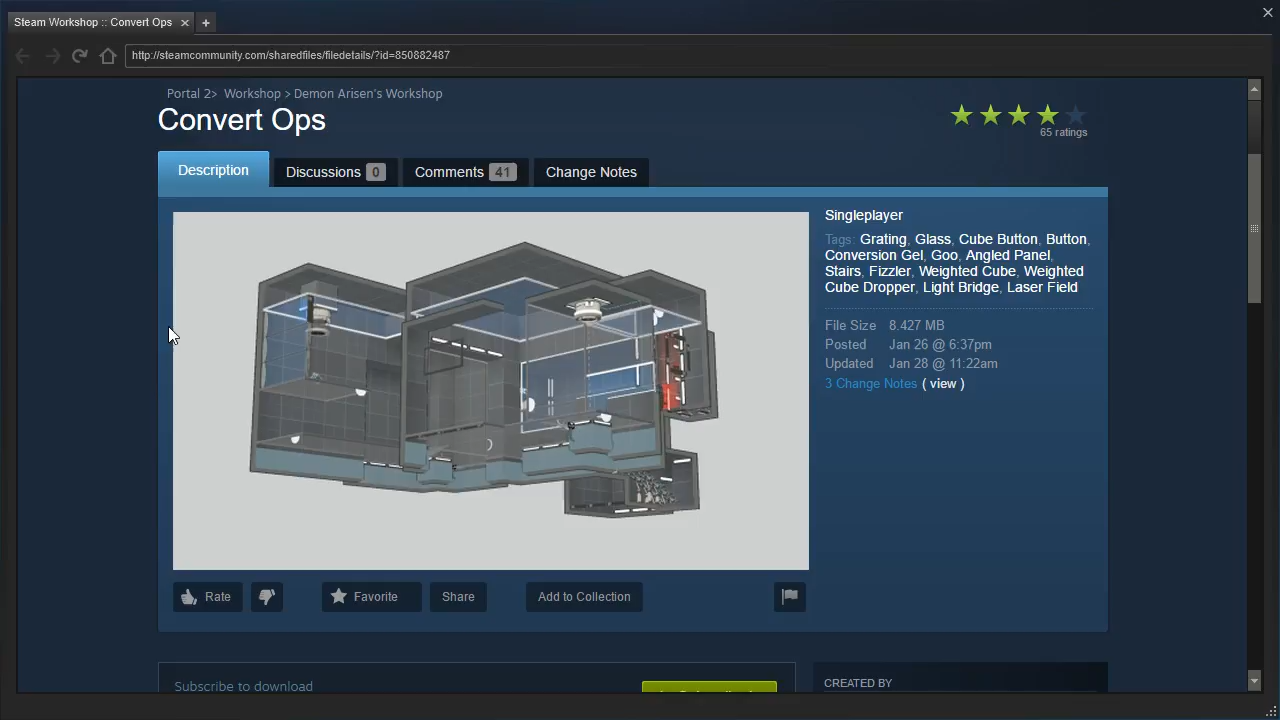 Steam Workshop :: Convert Ops
http://steamcommunity.com/sharedfiles/filedetails/?id=850882487
Portal 2> Workshop > Demon Arisen's Workshop
Convert Ops
65 ratings
Description
Discussions 0
Comments 41
Change Notes
Singleplayer
Tags: Grating, Glass, Cube Button, Button,
Conversion Gel, Goo, Angled Panel,
Stairs, Fizzler, Weighted Cube, Weighted
Cube Dropper, Light Bridge, Laser Field
File Size 8.427 MB
Posted Jan 26 @ 6:37pm
Updated Jan 28 @ 11:22am
3 Change Notes ( view )
Rate
Favorite
Share
Add to Collection
Subscribe to download
CREATED BY